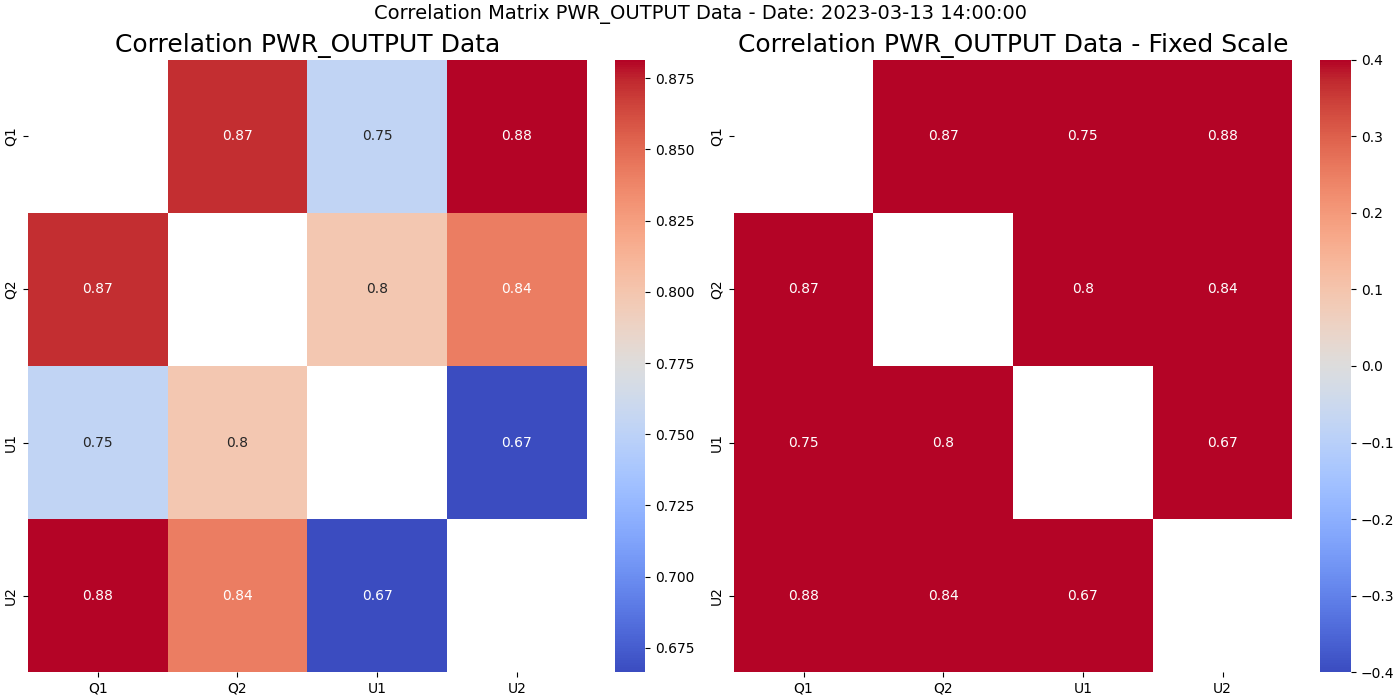 Correlation Matrix PWR_OUTPUT Data - Date: 2023-03-13 14:00:00
Correlation PWR_OUTPUT Data
Q1
0.87
0.75
0.88
Q2
0.87
0.8
0.84
U1
0.75
0.8
0.67
U2
0.88
0.84
0.67
Q1
Q2
U1
U2
0.875
0.850
0.825
0.800
0.775
0.750
0.725
0.700
0.675
Correlation PWR_OUTPUT Data - Fixed Scale
Q1
0.87
0.75
0.88
Q2
0.87
0.8
0.84
U1
0.75
0.8
0.67
U2
0.88
0.84
0.67
Q1
Q2
U1
U2
0.4
0.3
0.2
0.1
0.0
−0.1
−0.2
−0.3
−0.4